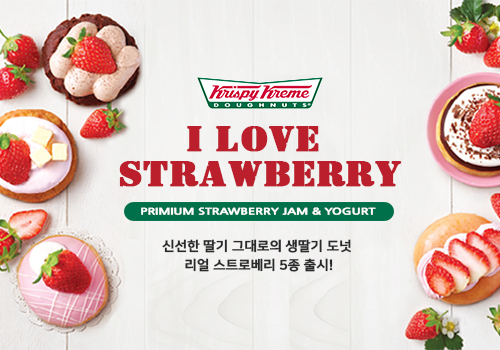 Krispy Kreme
DOUGHNUTS
I LOVE
STRAWBERRY
PRIMIUM STRAWBERRY JAM & YOGURT
신선한 딸기 그대로의 생딸기 도넛
리얼 스트로베리 5종 출시!